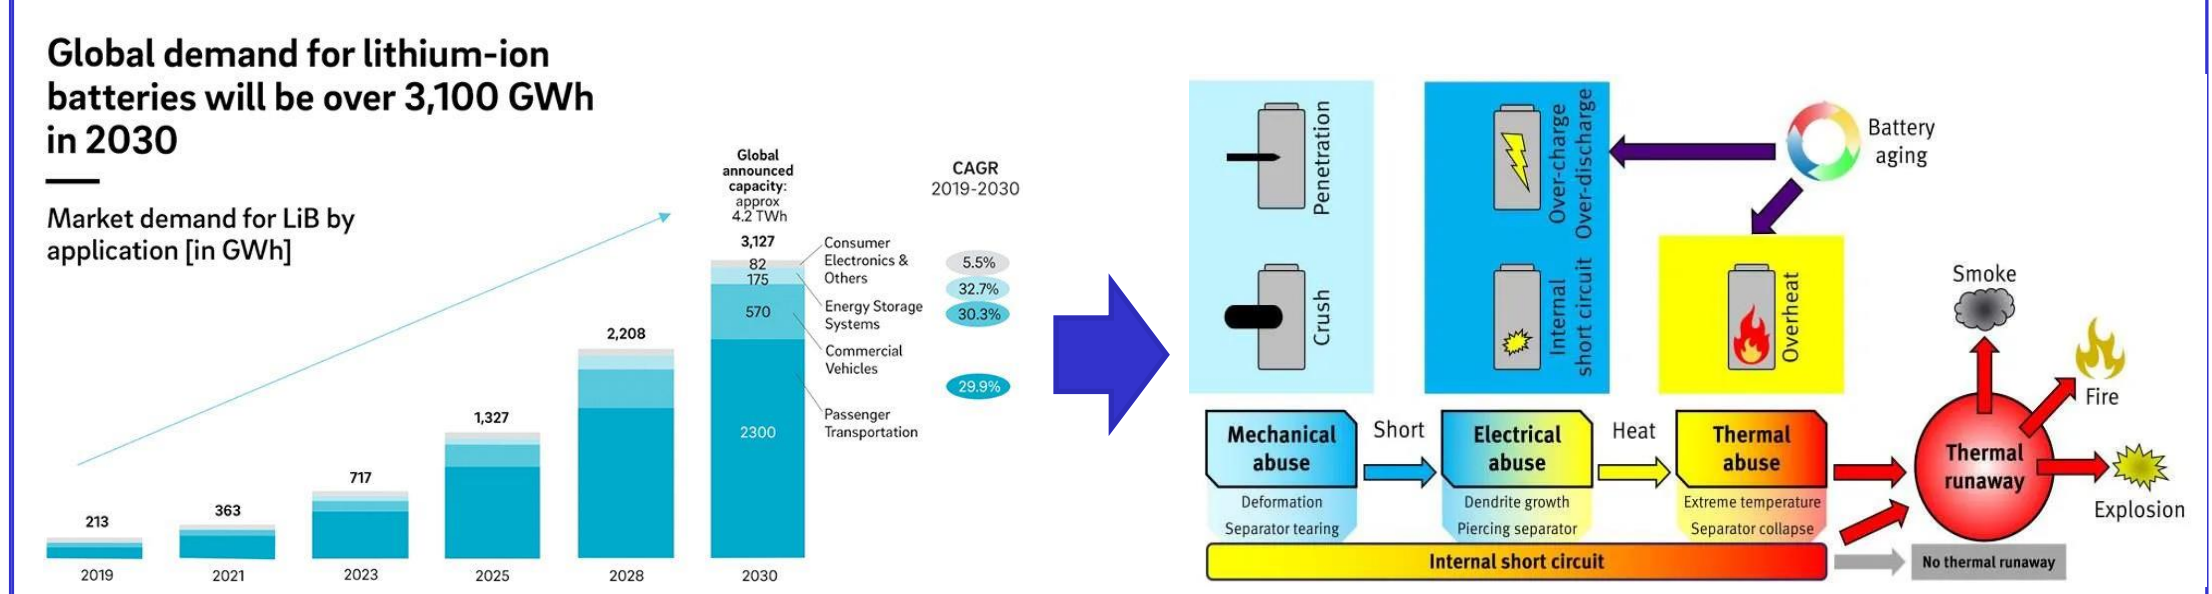 Global demand for lithium-ion
batteries will be over 3,100 GWh
in 2030
Market demand for LiB by
application [in GWh]
Global
announced
capacity:
approx
4.2 TWh
CAGR
2019-2030
213
363
717
1,327
2,208
3,127
82
175
570
2300
Consumer
Electronics &
Others
Energy Storage
Systems
Commercial
Vehicles
Passenger
Transportation
5.5%
32.7%
30.3%
29.9%
2019
2021
2023
2025
2028
2030
Penetration
Crush
Over-charge
Over-discharge
Internal
short circuit
Battery
aging
Overheat
Smoke
Fire
Explosion
Mechanical
abuse
Short
Electrical
abuse
Heat
Thermal
abuse
Thermal
runaway
Deformation
Separator tearing
Dendrite growth
Piercing separator
Extreme temperature
Separator collapse
Internal short circuit
No thermal runaway